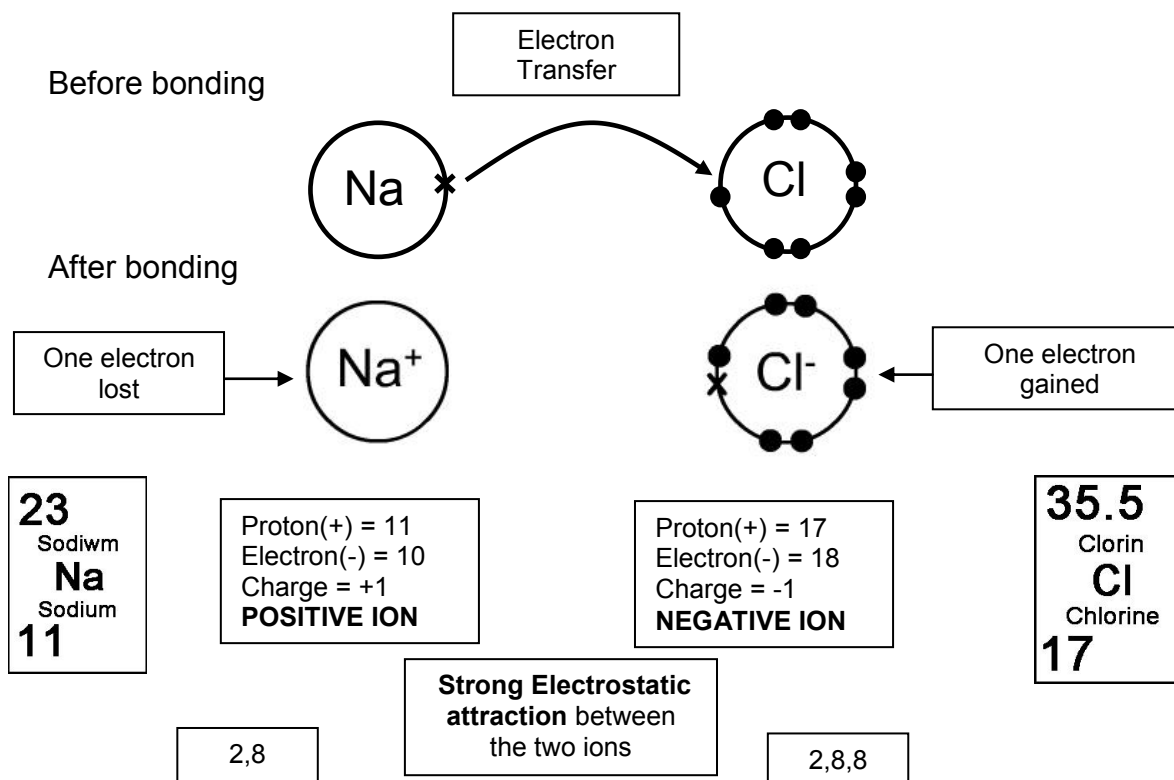 Electron
Transfer
Before bonding
Na
Cl
After bonding
One electron
lost
Na⁺
Cl⁻
One electron
gained
23
Sodiwm
Na
Sodium
11
Proton(+) = 11
Electron(-) = 10
Charge = +1
POSITIVE ION
Proton(+) = 17
Electron(-) = 18
Charge = -1
NEGATIVE ION
35.5
Clorin
Cl
Chlorine
17
Strong Electrostatic
attraction between
the two ions
2,8
2,8,8